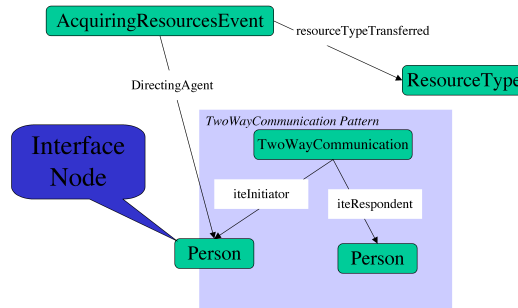 AcquiringResourcesEvent
resourceTypeTransferred
DirectingAgent
ResourceType
TwoWayCommunication Pattern
TwoWayCommunication
Interface
Node
iteInitiator
iteRespondent
Person
Person